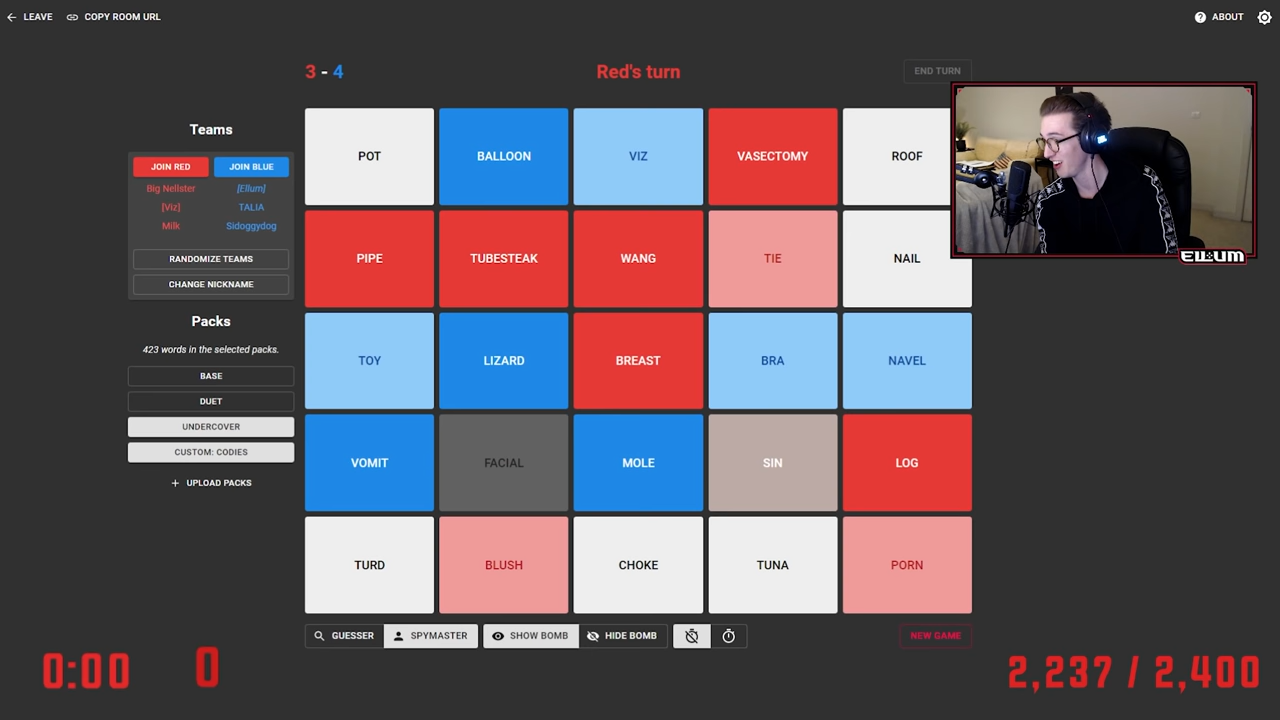 LEAVE
COPY ROOM URL
ABOUT
3 - 4
Red's turn
END TURN
Teams
JOIN RED
JOIN BLUE
Big Nellster
[Ellum]
[Viz]
TALIA
Milk
Sidoggydog
RANDOMIZE TEAMS
CHANGE NICKNAME
Packs
423 words in the selected packs.
BASE
DUET
UNDERCOVER
CUSTOM: CODIES
UPLOAD PACKS
POT
BALLOON
VIZ
VASECTOMY
ROOF
PIPE
TUBESTEAK
WANG
TIE
NAIL
TOY
LIZARD
BREAST
BRA
NAVEL
VOMIT
FACIAL
MOLE
SIN
LOG
TURD
BLUSH
CHOKE
TUNA
PORN
GUESSER
SPYMASTER
SHOW BOMB
HIDE BOMB
NEW GAME
ELLUM
0:00
0
2,237 / 2,400